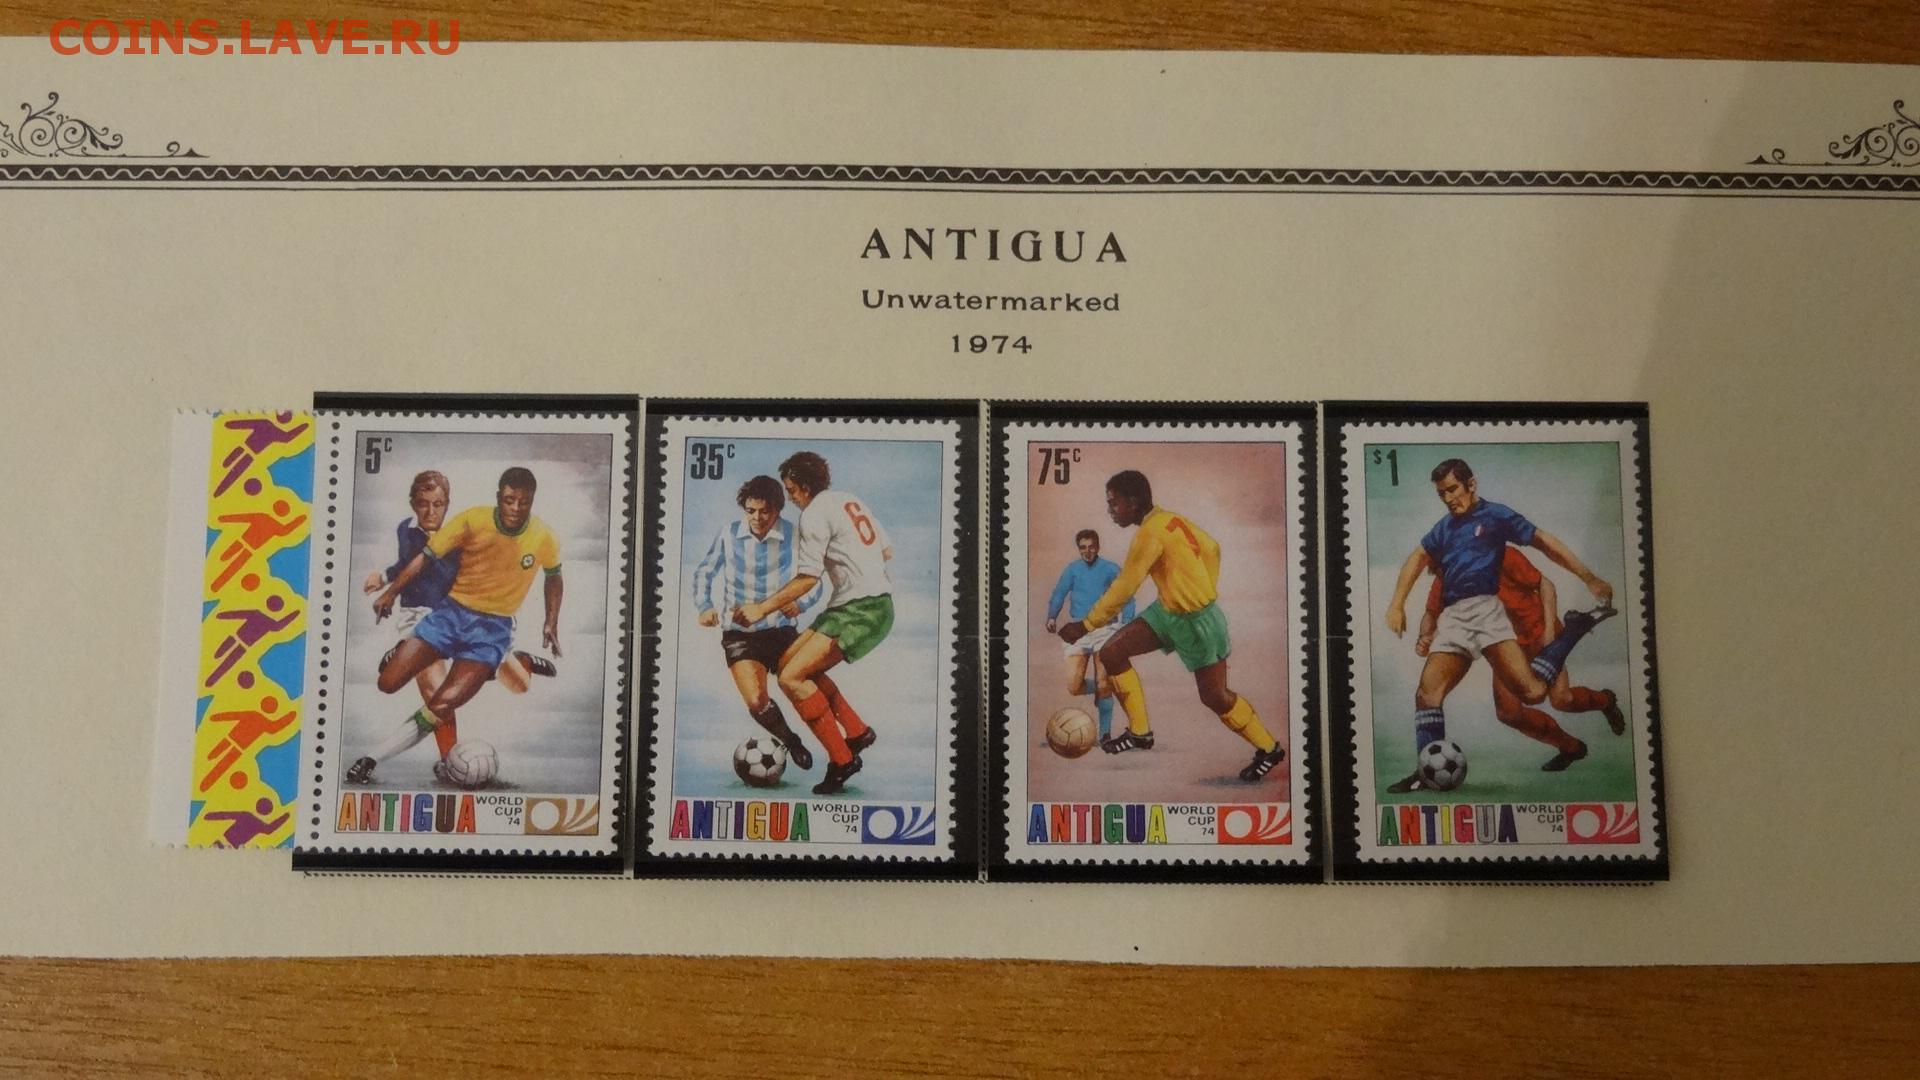 COINS.LAVE.RU
ANTIGUA
Unwatermarked
1974
5c
ANTIGUA
WORLD
CUP
74
35c
6
ANTIGUA
WORLD
CUP
74
75c
7
ANTIGUA
WORLD
CUP
74
$1
ANTIGUA
WORLD
CUP
74